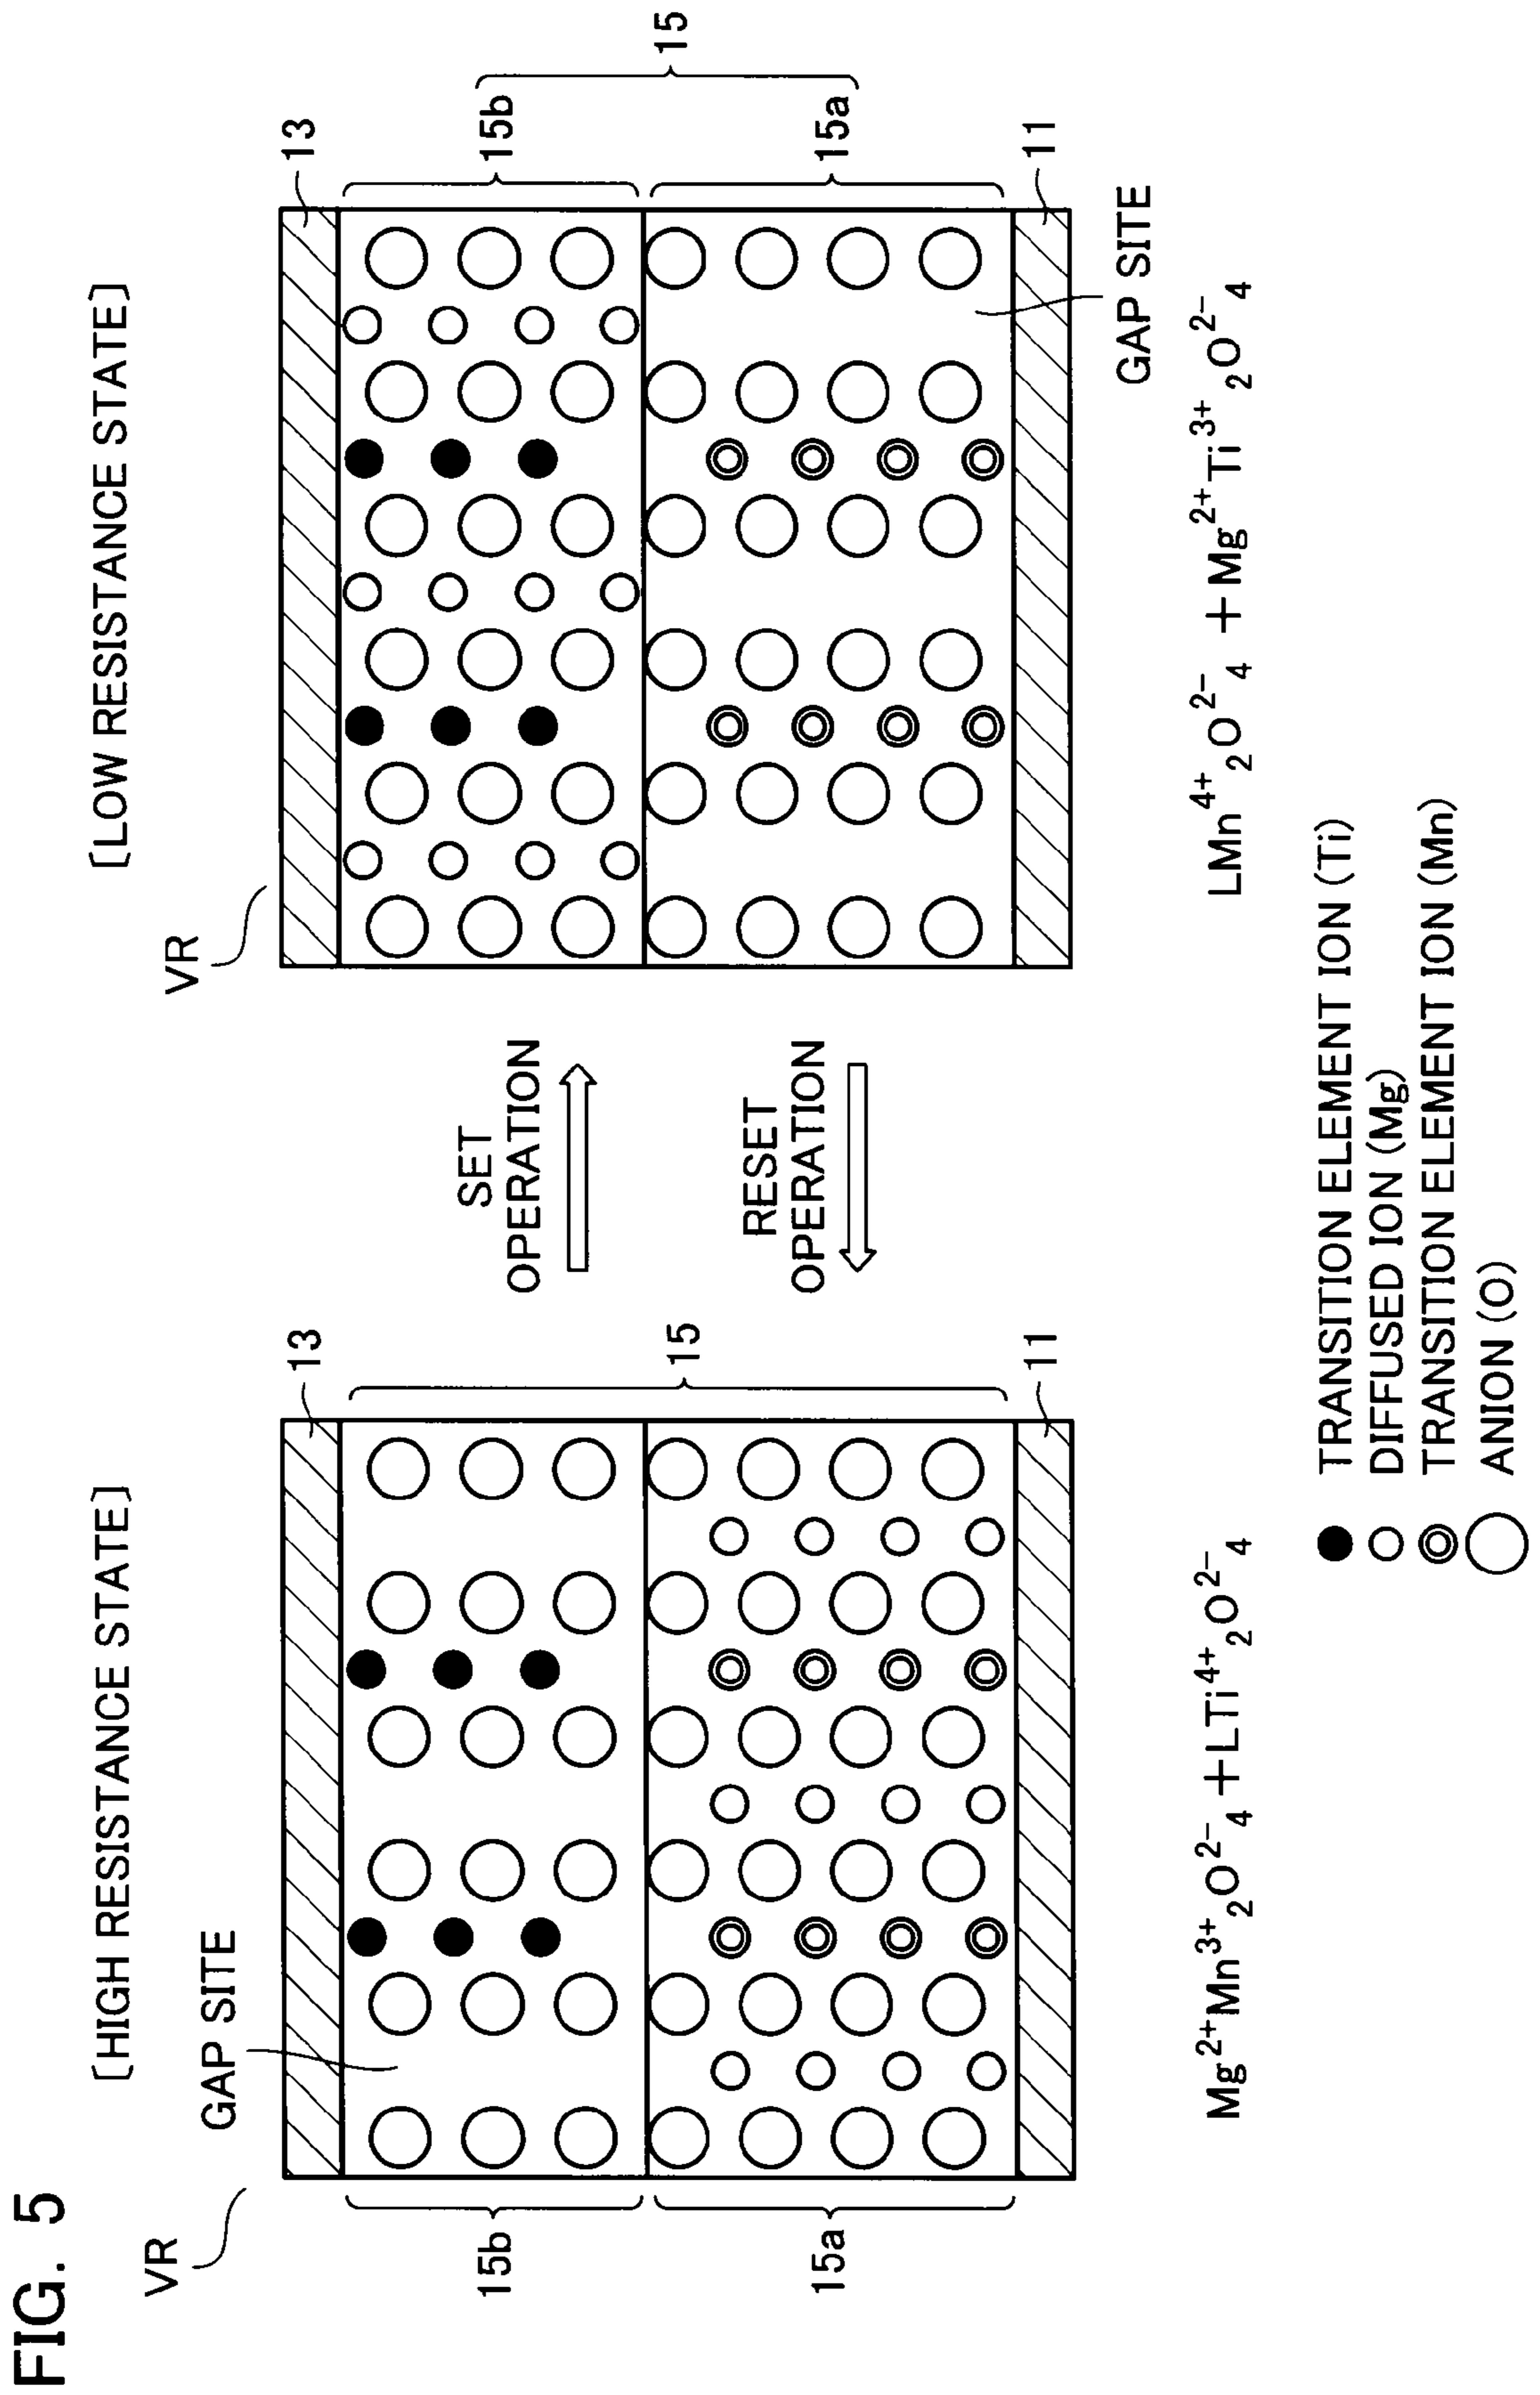 FIG. 5
[HIGH RESISTANCE STATE]
VR
GAP SITE
13
15b
15a
15
11
Mg²⁺Mn³⁺₂O²⁻₄+LTi⁴⁺₂O²⁻₄
SET
OPERATION
RESET
OPERATION
[LOW RESISTANCE STATE]
VR
13
15b
15a
15
11
GAP SITE
LMn⁴⁺₂O²⁻₄+Mg²⁺Ti³⁺₂O²⁻₄
TRANSITION ELEMENT ION (Ti)
DIFFUSED ION (Mg)
TRANSITION ELEMENT ION (Mn)
ANION (O)